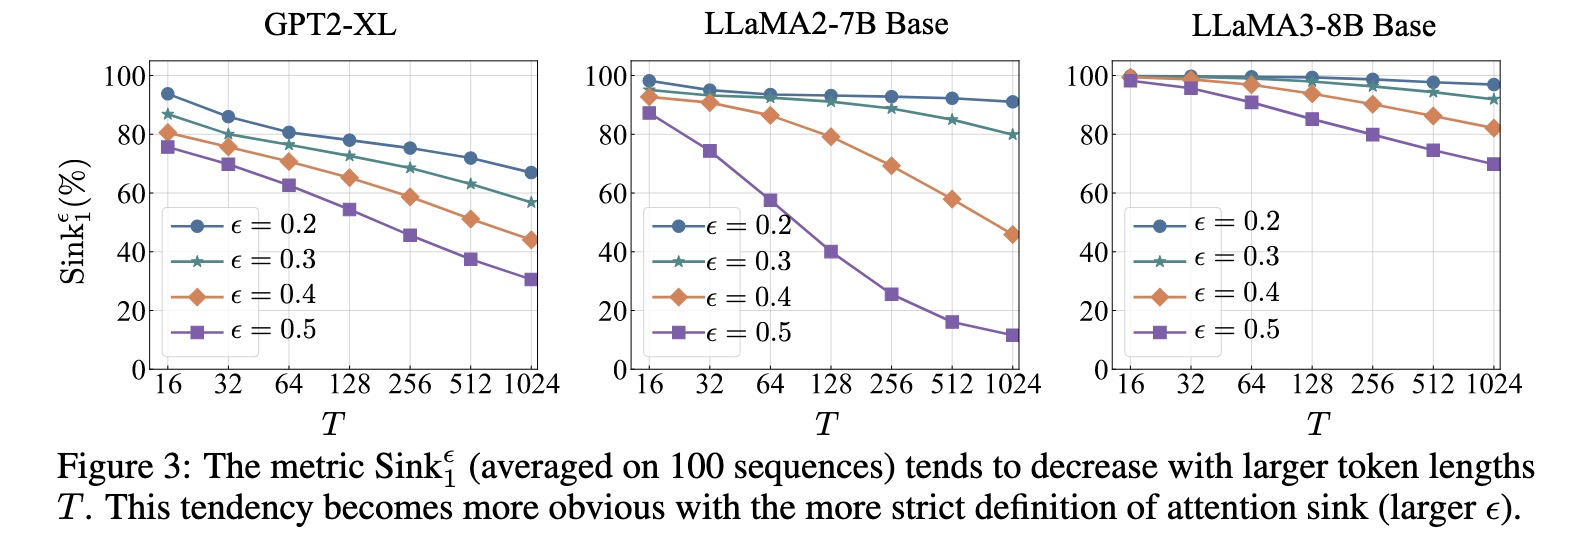 GPT2-XL
LLaMA2-7B Base
LLaMA3-8B Base
Sink₁^ϵ(%)
100
80
60
40
20
0
ϵ = 0.2
ϵ = 0.3
ϵ = 0.4
ϵ = 0.5
16 32 64 128 256 512 1024
T
100
80
60
40
20
0
ϵ = 0.2
ϵ = 0.3
ϵ = 0.4
ϵ = 0.5
16 32 64 128 256 512 1024
T
100
80
60
40
20
0
ϵ = 0.2
ϵ = 0.3
ϵ = 0.4
ϵ = 0.5
16 32 64 128 256 512 1024
T
Figure 3: The metric Sink₁^ϵ (averaged on 100 sequences) tends to decrease with larger token lengths
T. This tendency becomes more obvious with the more strict definition of attention sink (larger ϵ).